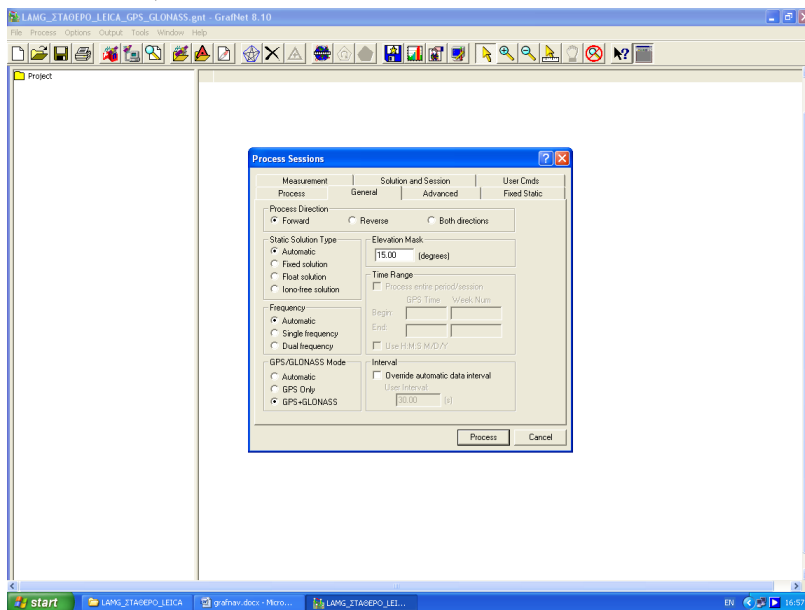 LAMG_ΣΤΑΘΕΡΟ_LEICA_GPS_GLONASS.gnt - GrafNet 8.10
File Process Options Output Tools Window Help
Project
Process Sessions
Measurement Solution and Session User Cmds
Process General Advanced Fixed Static
Process Direction
Forward Reverse Both directions
Static Solution Type
Automatic
Fixed solution
Float solution
Iono-free solution
Elevation Mask
15.00 (degrees)
Time Range
Process entire period/session
GPS Time Week Num
Begin:
End:
Use H:M:S M/D/Y
Frequency
Automatic
Single frequency
Dual frequency
GPS/GLONASS Mode
Automatic
GPS Only
GPS+GLONASS
Interval
Override automatic data interval
User Interval:
30.00 (s)
Process Cancel
start LAMG_ΣΤΑΘΕΡΟ_LEICA grafnav.docx - Micro... LAMG_ΣΤΑΘΕΡΟ_LEI... EN 16:57